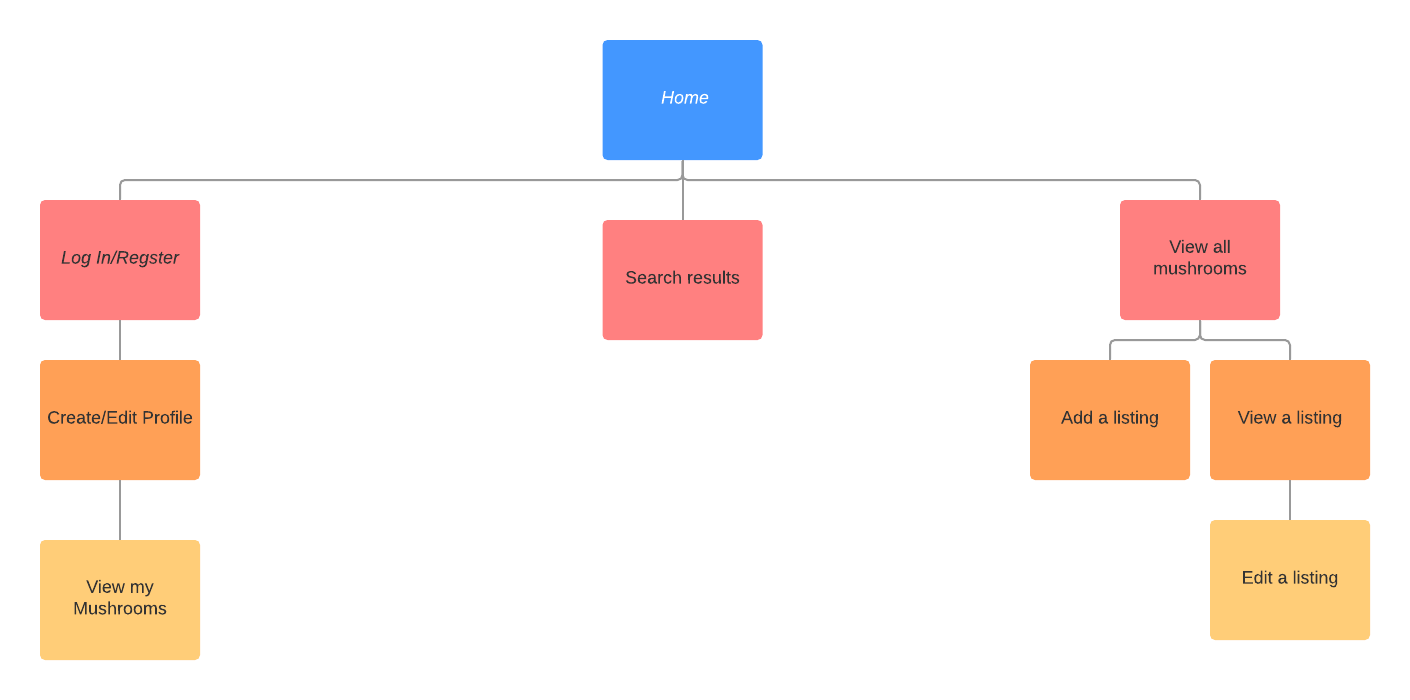 Home
Log In/Regster
Search results
View all
mushrooms
Create/Edit Profile
Add a listing
View a listing
View my
Mushrooms
Edit a listing